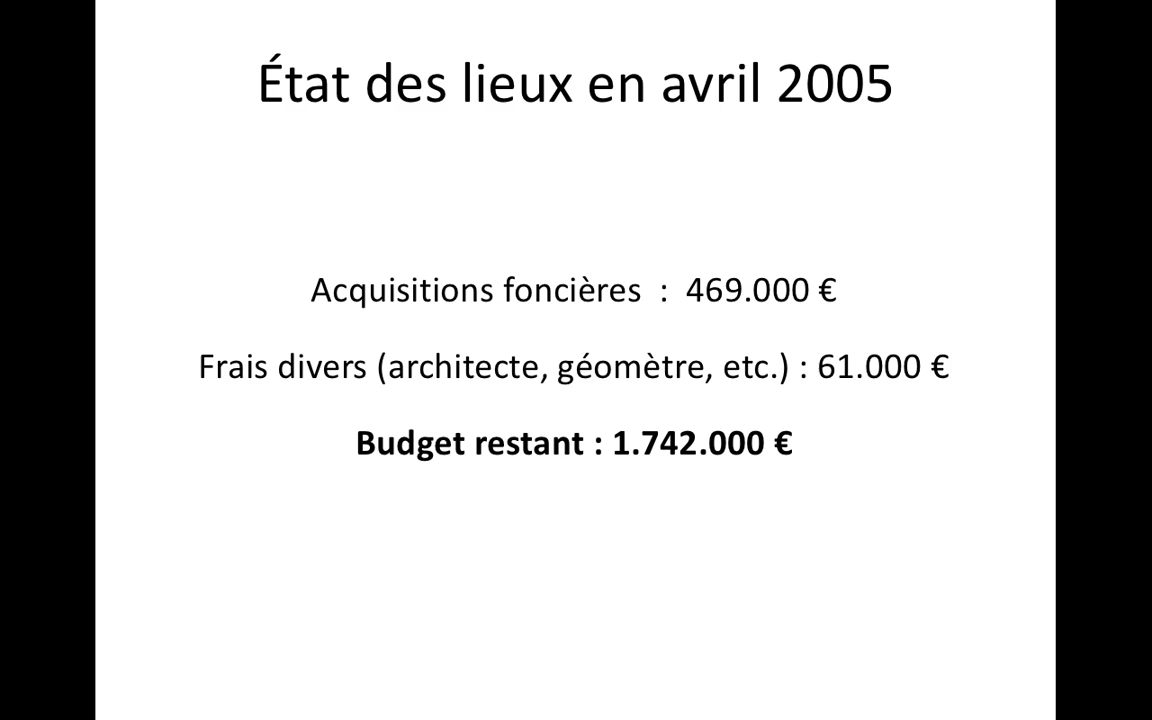 État des lieux en avril 2005
Acquisitions foncières  :  469.000 €
Frais divers (architecte, géomètre, etc.) : 61.000 €
Budget restant : 1.742.000 €